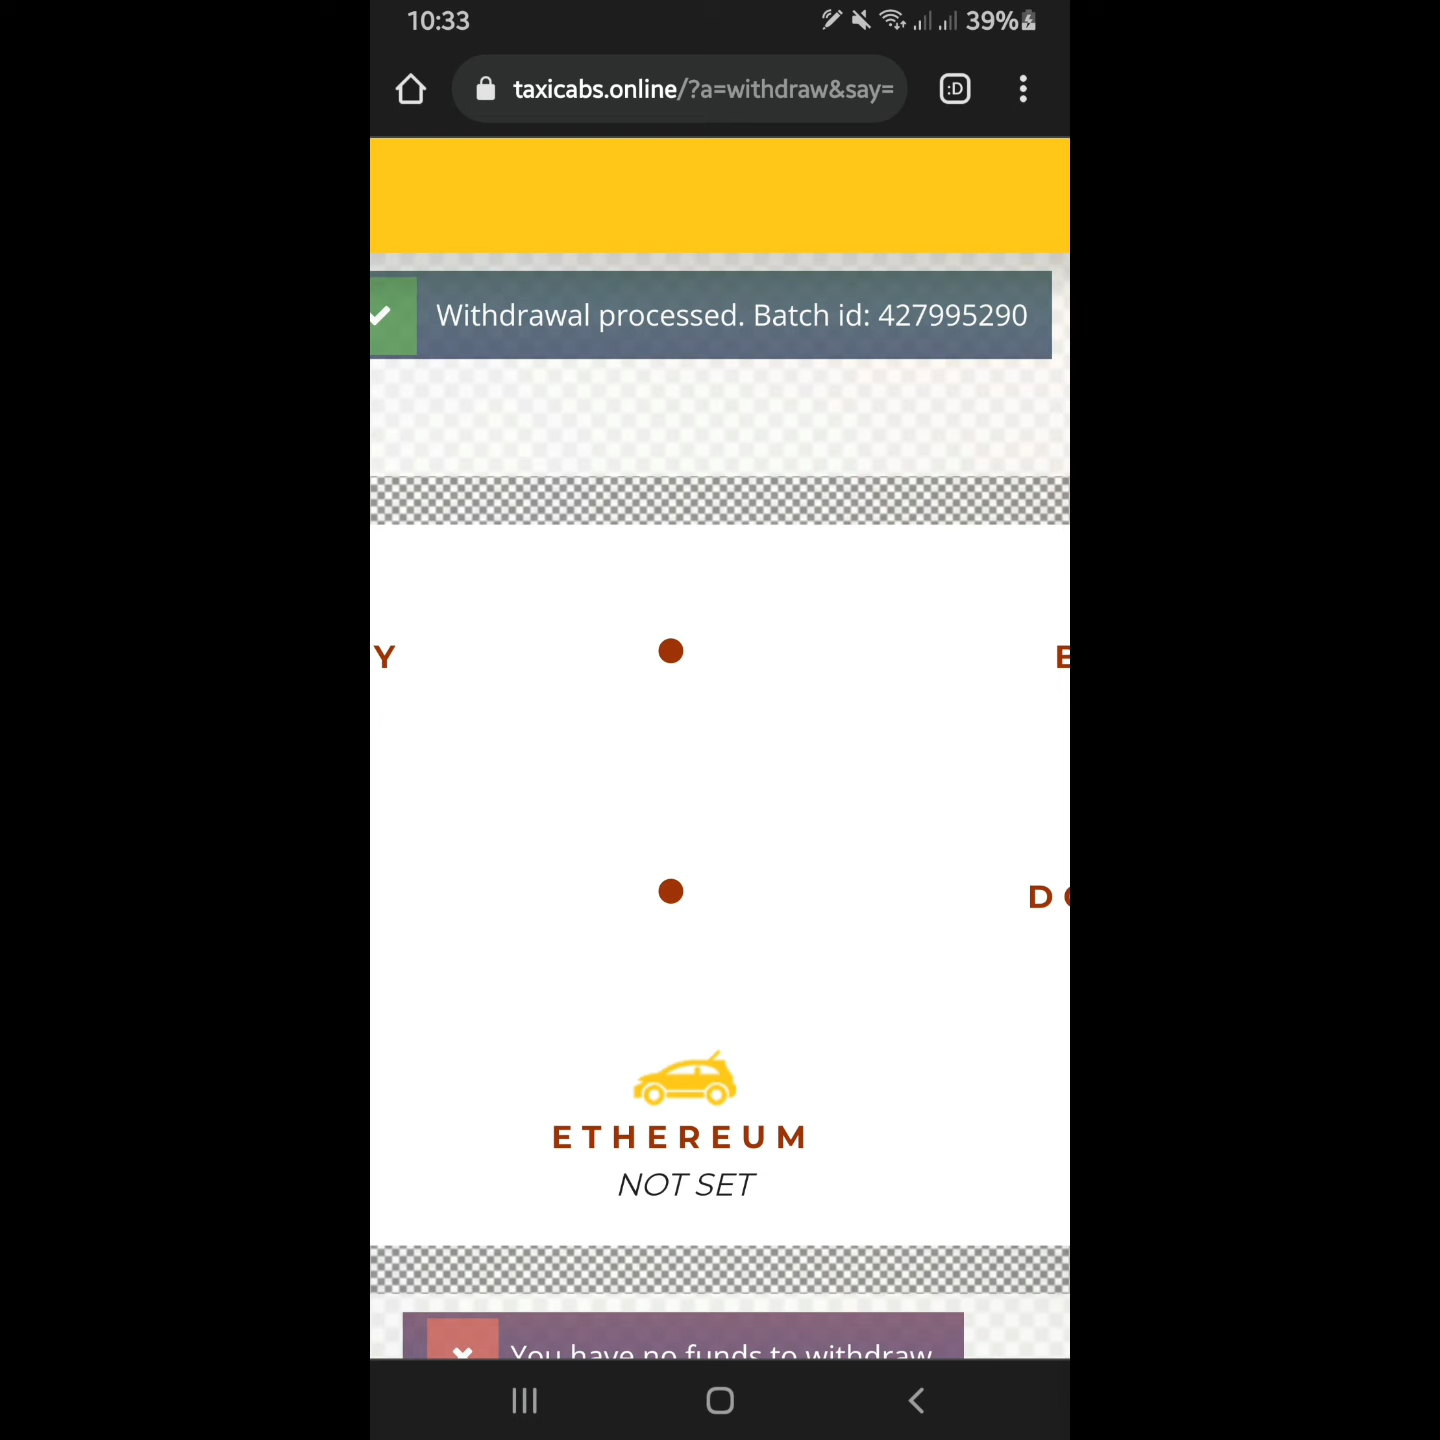 10:33 39%
taxicabs.online/?a=withdraw&say=
:D
Withdrawal processed. Batch id: 427995290
Y E
D
ETHEREUM
NOT SET
You have no funds to withdraw